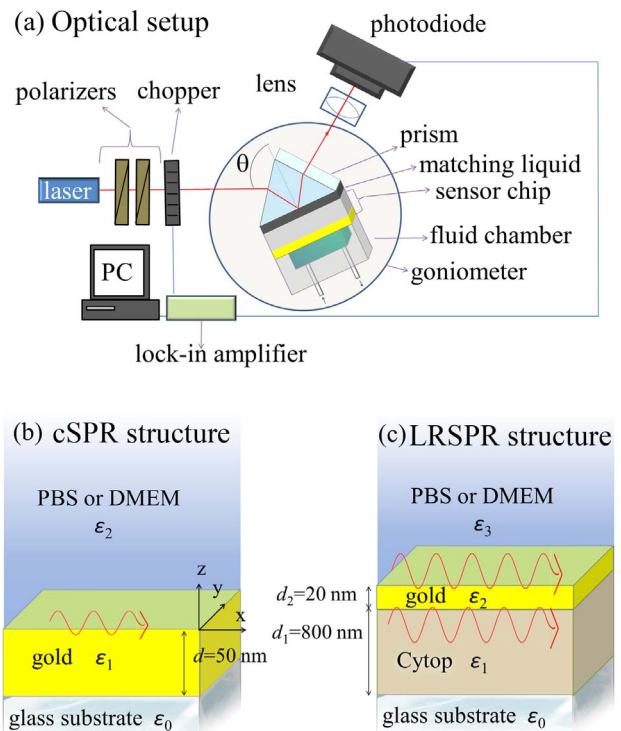 (a) Optical setup
photodiode
lens
polarizers chopper
prism
matching liquid
sensor chip
θ
laser
fluid chamber
goniometer
PC
lock-in amplifier
(b) cSPR structure
PBS or DMEM
ε2
z
y
x
gold ε1
d=50 nm
glass substrate ε0
(c) LRSPR structure
PBS or DMEM
ε3
d2=20 nm
gold ε2
d1=800 nm
Cytop ε1
glass substrate ε0